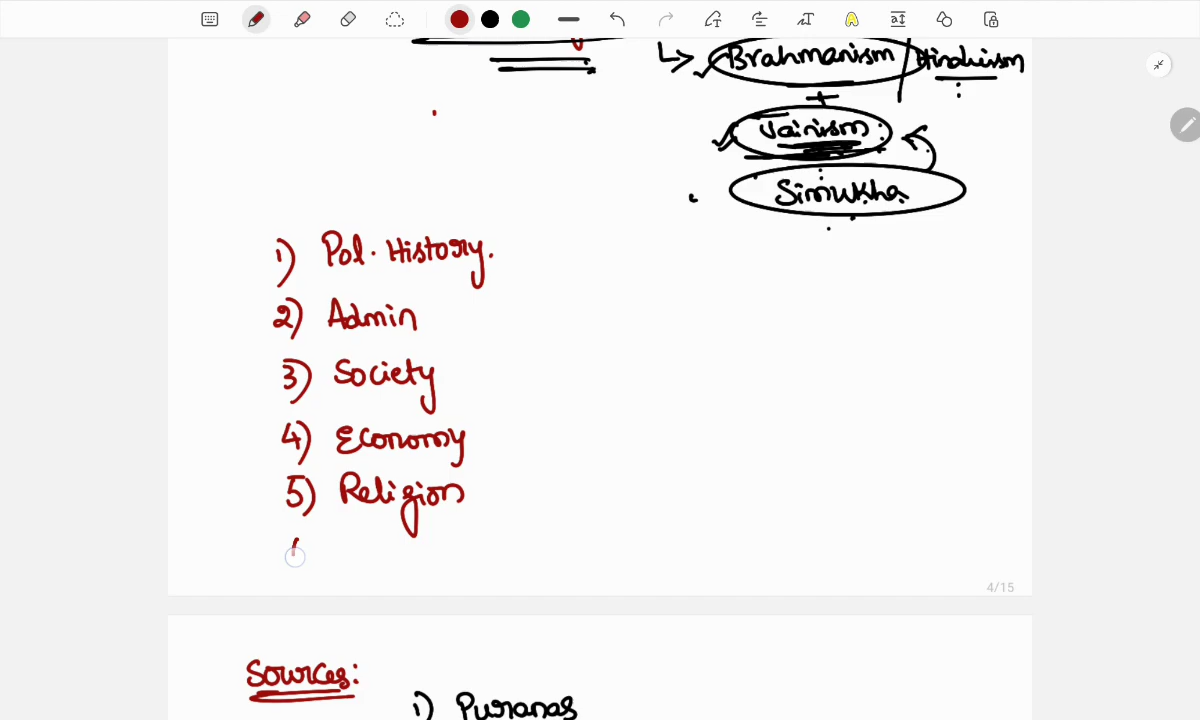 Brahmanism / Hinduism
+
Jainism
Simukha
1) Pol. History.
2) Admin
3) Society
4) Economy
5) Religion
4/15
Sources:
1) Puranas